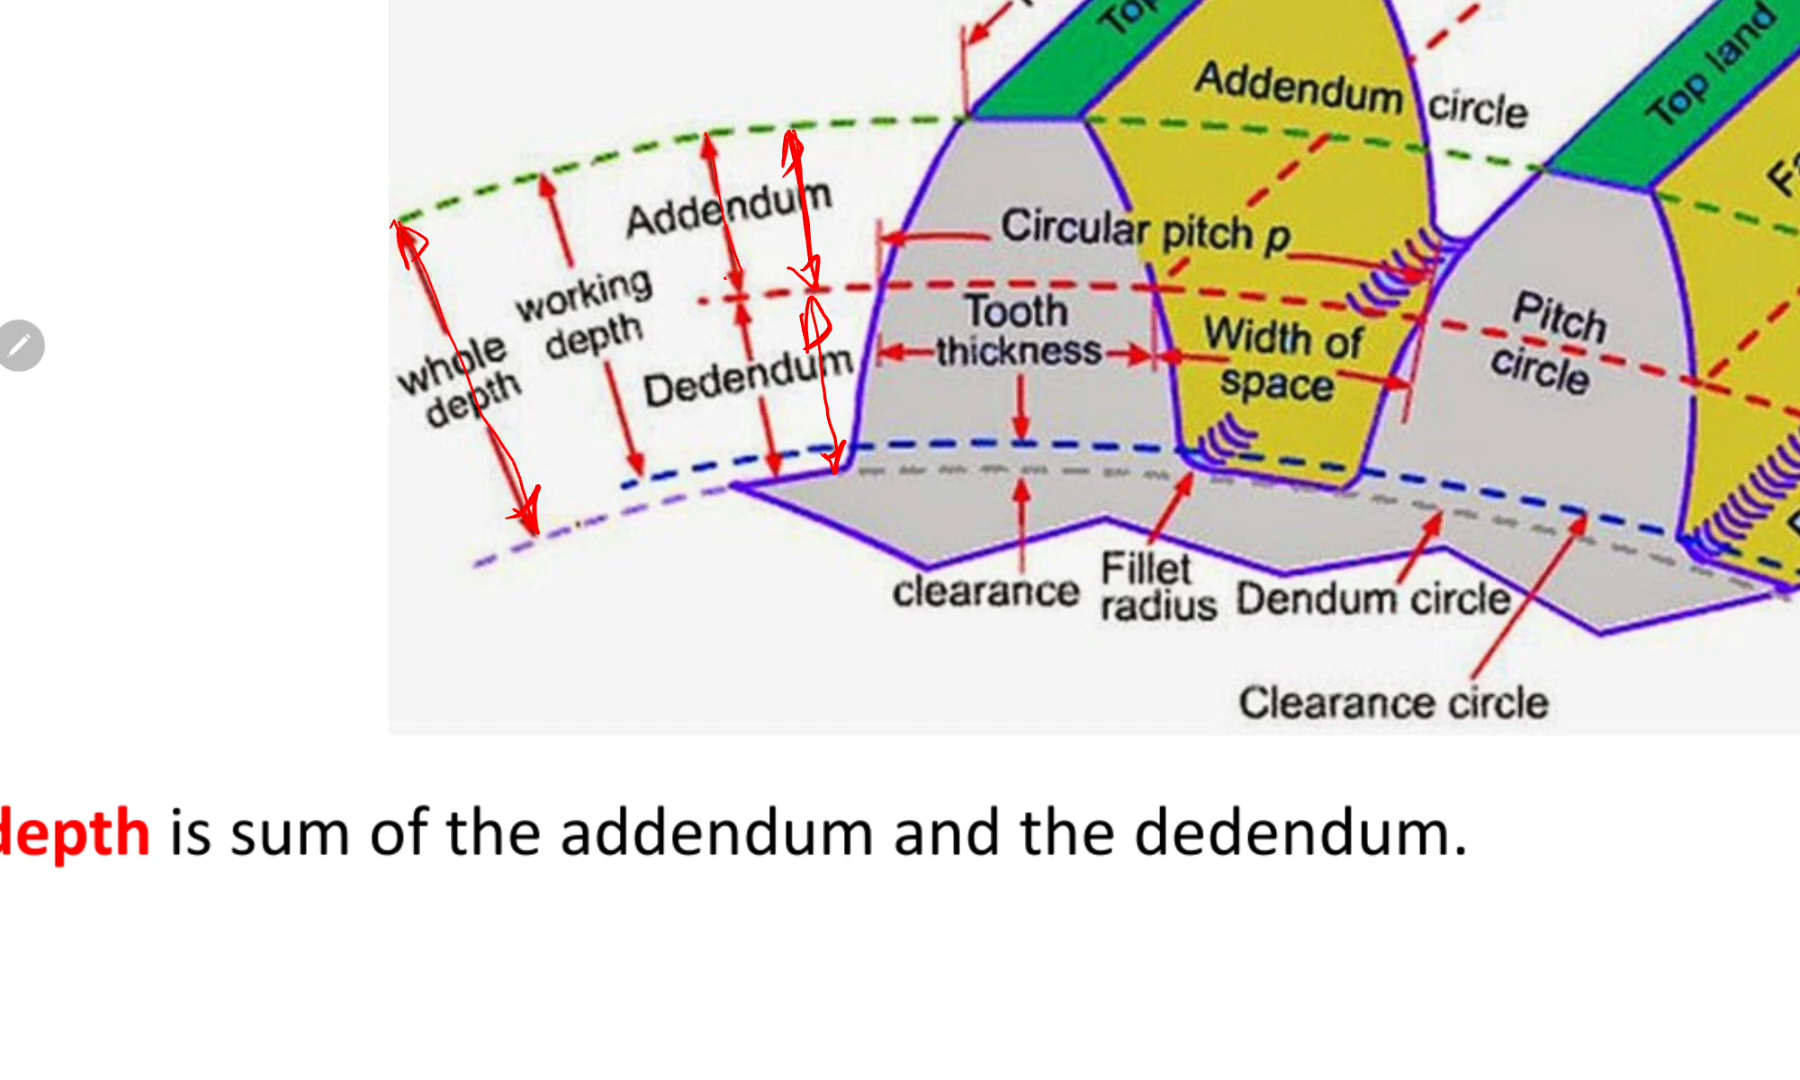 Top
Top land
Addendum circle
Addendum
Circular pitch p
working
depth
whole
depth
Tooth
thickness
Width of
space
Pitch
circle
Dedendum
clearance
Fillet
radius
Dendum circle
Clearance circle
depth is sum of the addendum and the dedendum.